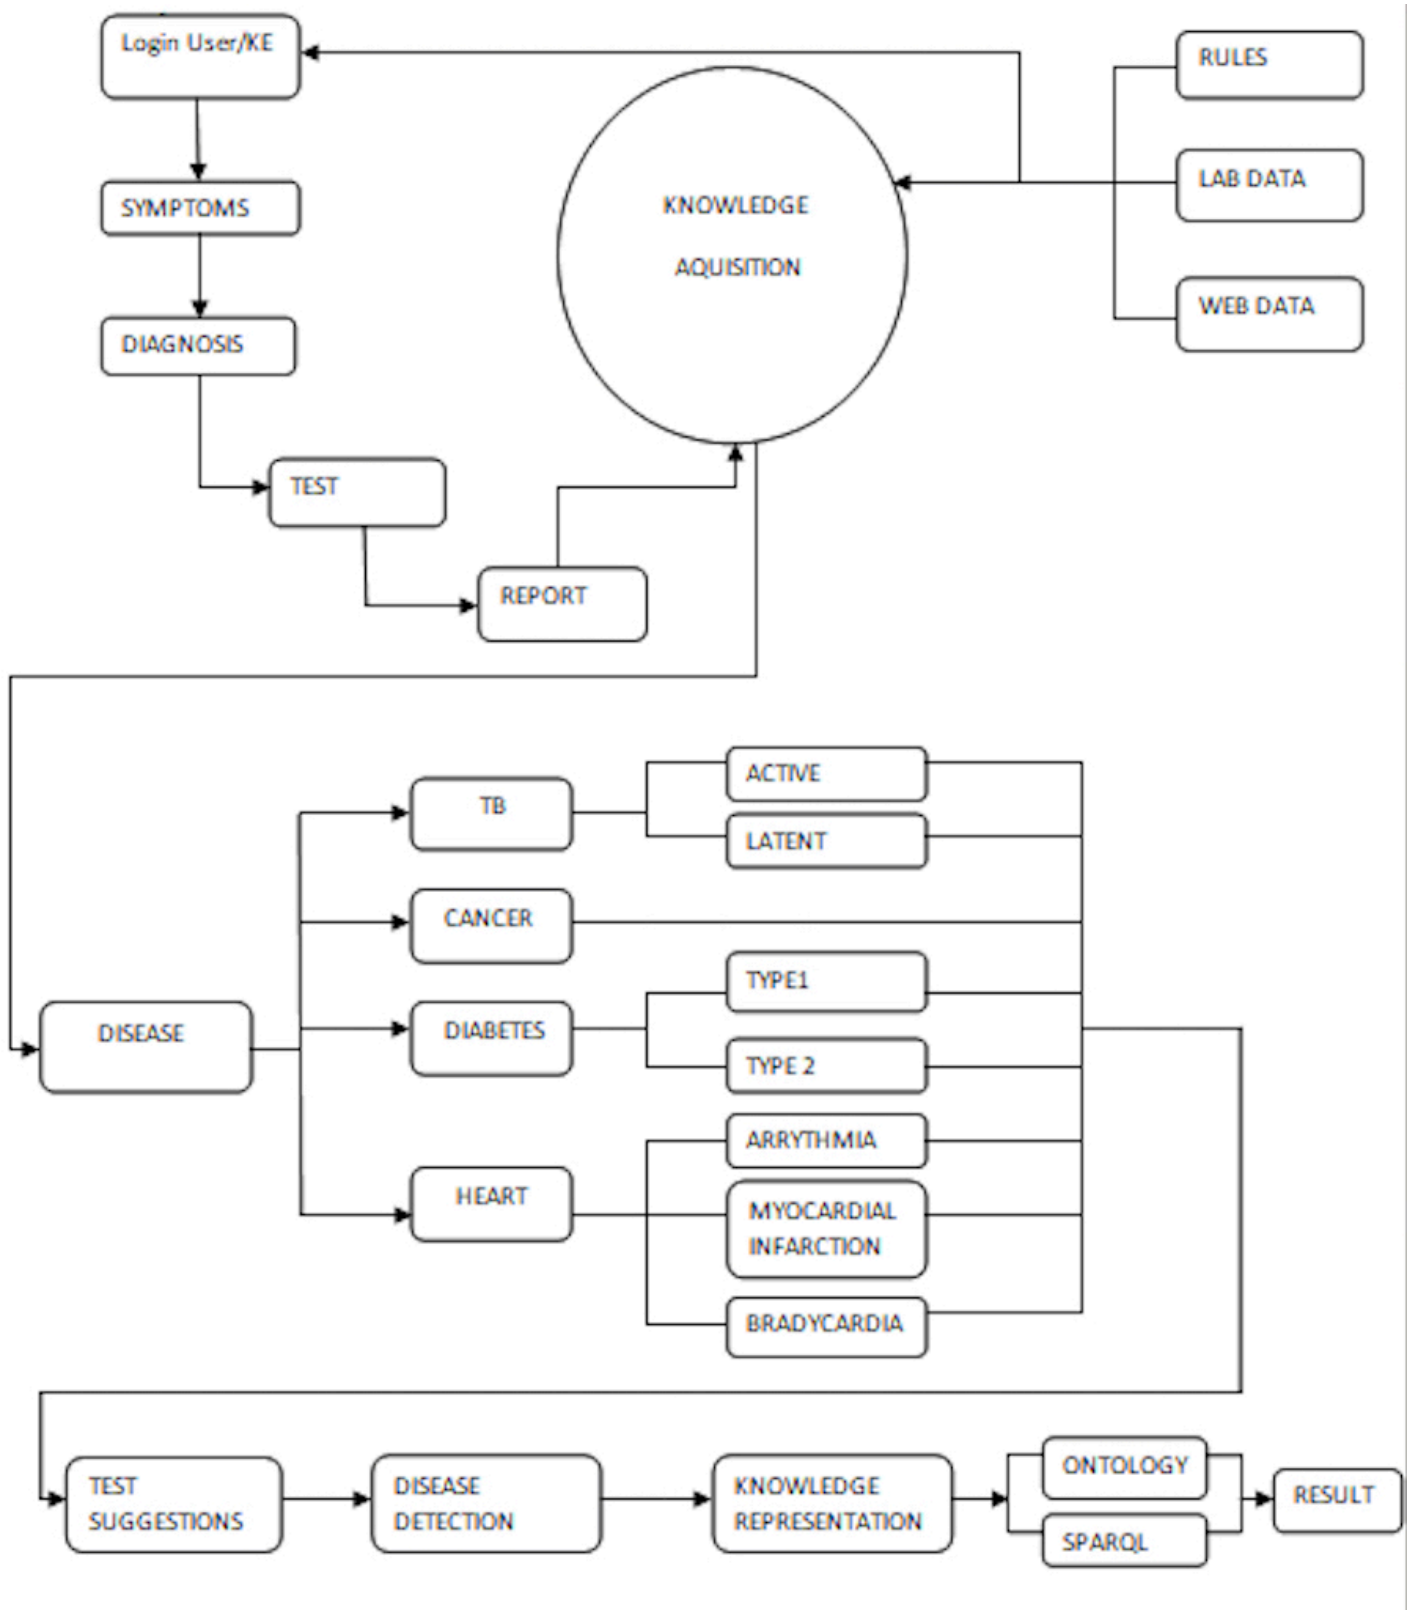 Login User/KE
RULES
LAB DATA
WEB DATA
KNOWLEDGE
AQUISITION
SYMPTOMS
DIAGNOSIS
TEST
REPORT
DISEASE
TB
ACTIVE
LATENT
CANCER
DIABETES
TYPE1
TYPE 2
HEART
ARRYTHMIA
MYOCARDIAL
INFARCTION
BRADYCARDIA
TEST
SUGGESTIONS
DISEASE
DETECTION
KNOWLEDGE
REPRESENTATION
ONTOLOGY
SPARQL
RESULT